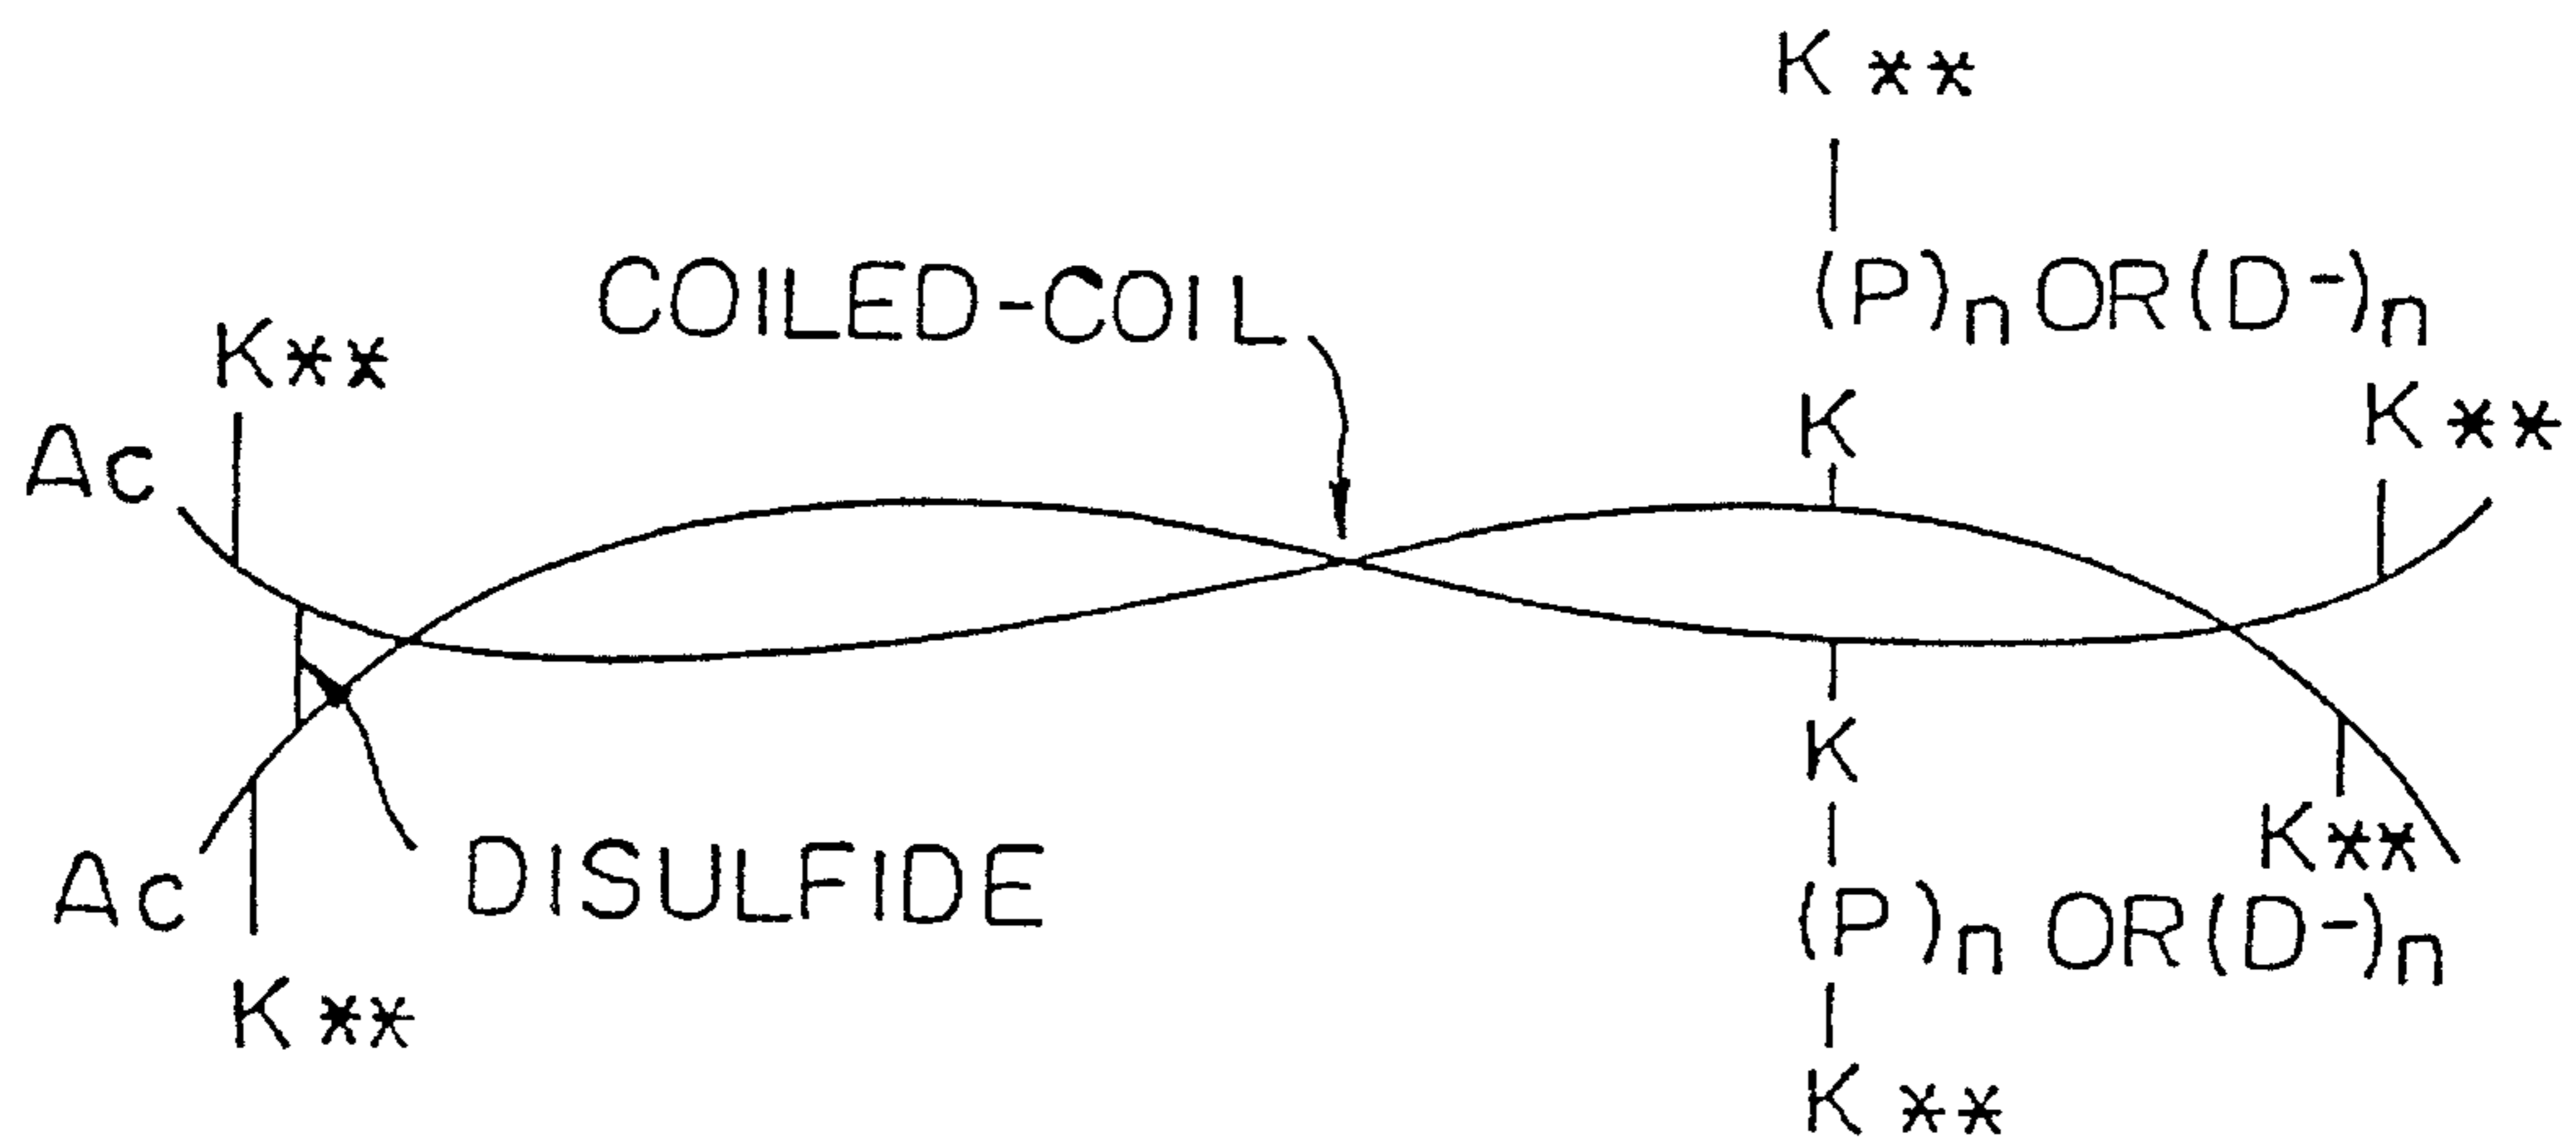 K **
(P)n OR (D-)n
COILED-COIL
K**
K
K **
Ac
K
K**
Ac
DISULFIDE
(P)n OR (D-)n
K **
K **